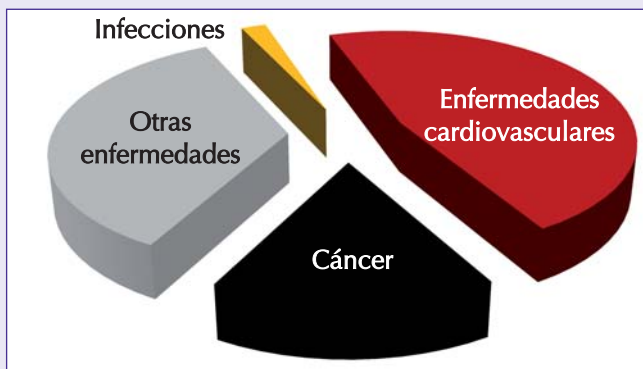 Infecciones
Enfermedades
cardiovasculares
Otras
enfermedades
Cáncer